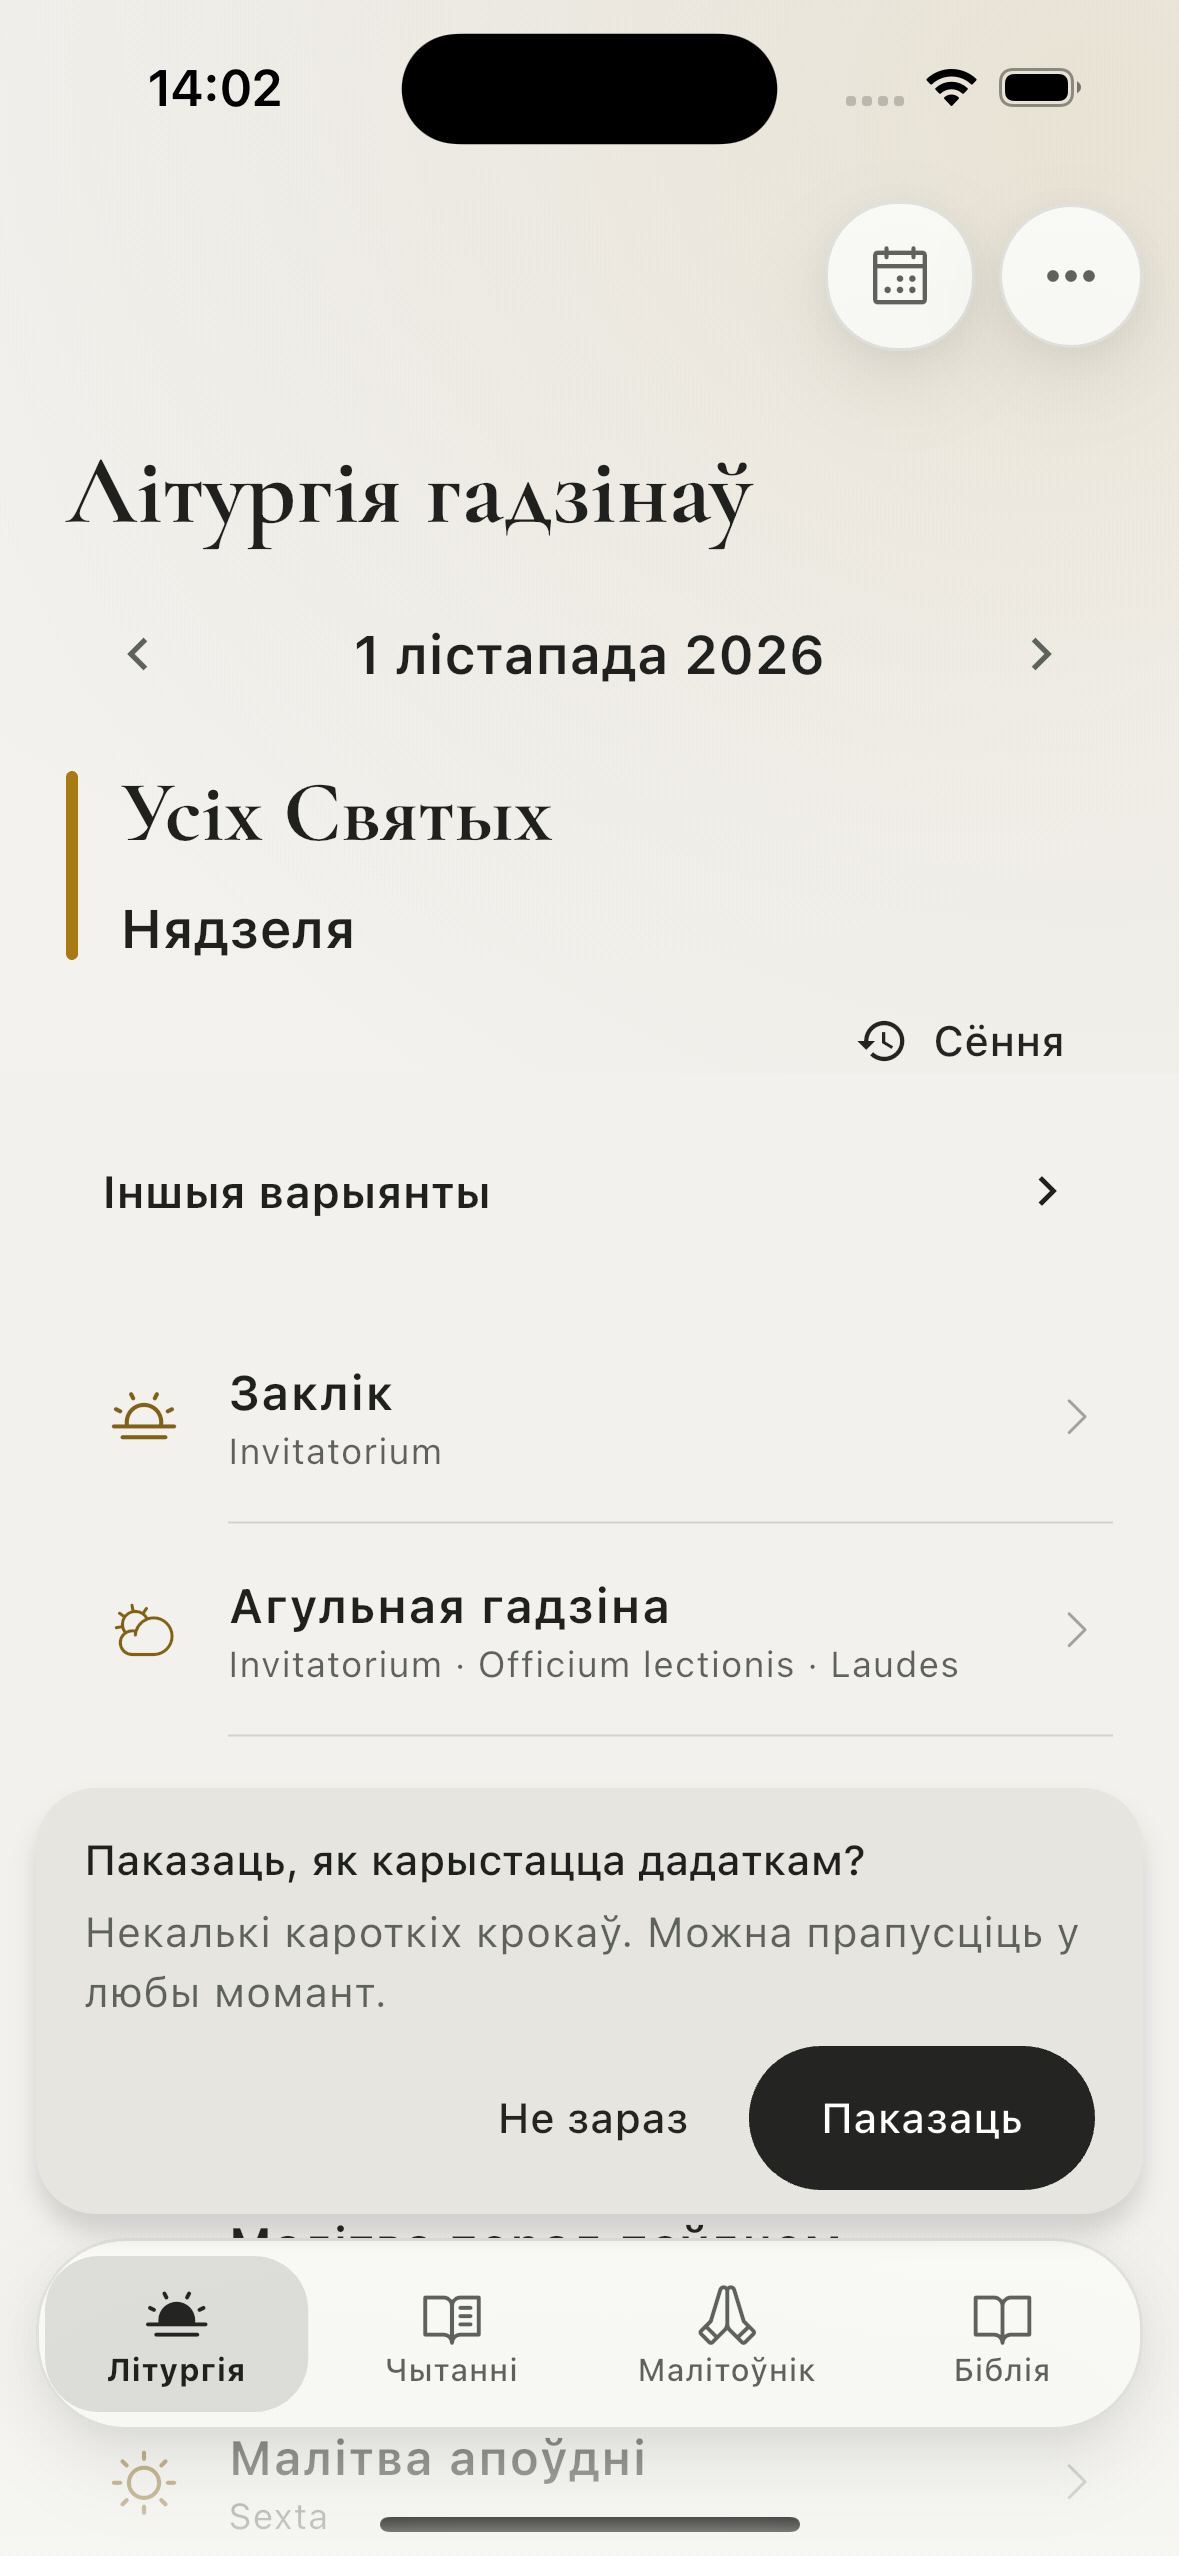 14:02
Літургія гадзінаў
1 лістапада 2026
Усіх Святых
Нядзеля
Сёння
Іншыя варыянты
Заклік
Invitatorium
Агульная гадзіна
Invitatorium · Officium lectionis · Laudes
Паказаць, як карыстацца дадаткам?
Некалькі кароткіх крокаў. Можна прапусціць у
любы момант.
Не зараз
Паказаць
Літургія
Чытанні
Малітоўнік
Біблія
Малітва апоўдні
Sexta